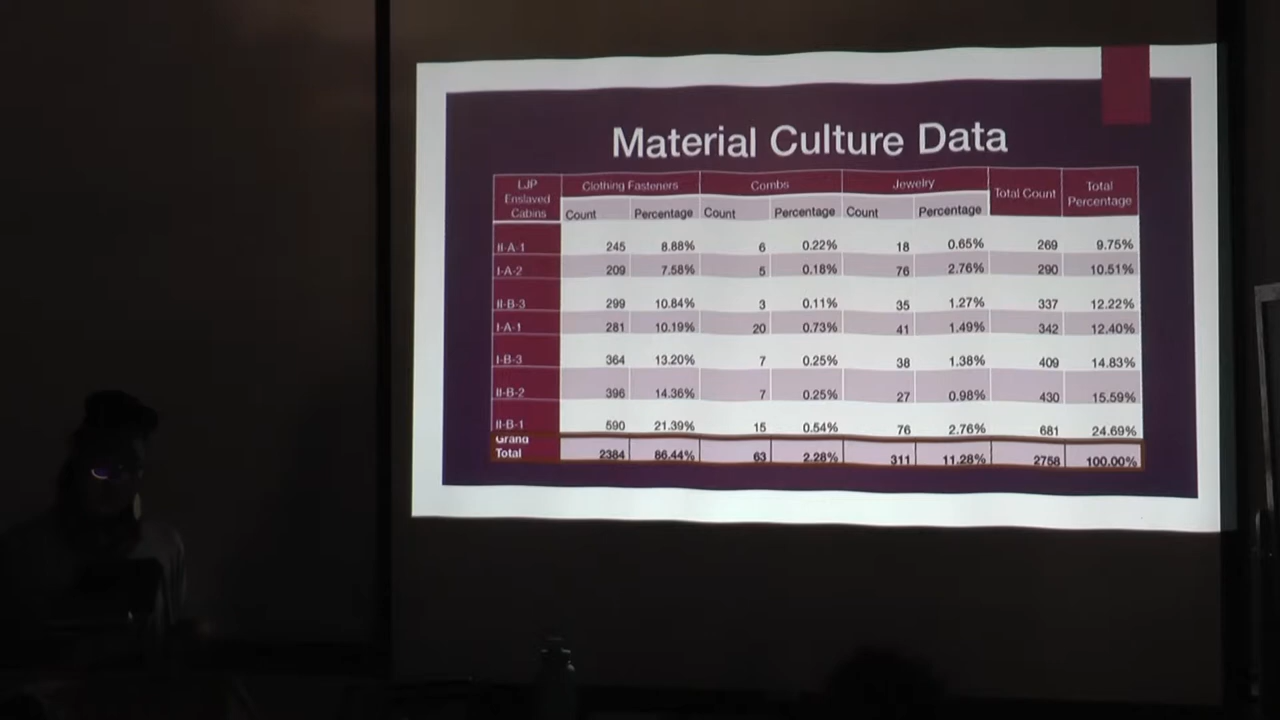 Material Culture Data
LJP Enslaved Cabins Clothing Fasteners Combs Jewelry Total Count Total Percentage
Count Percentage Count Percentage Count Percentage
II-A-1 245 8.88% 6 0.22% 18 0.65% 269 9.75%
I-A-2 209 7.58% 5 0.18% 76 2.76% 290 10.51%
II-B-3 299 10.84% 3 0.11% 35 1.27% 337 12.22%
I-A-1 281 10.19% 20 0.73% 41 1.49% 342 12.40%
I-B-3 364 13.20% 7 0.25% 38 1.38% 409 14.83%
II-B-2 396 14.36% 7 0.25% 27 0.98% 430 15.59%
II-B-1 590 21.39% 15 0.54% 76 2.76% 681 24.69%
Grand Total 2384 86.44% 63 2.28% 311 11.28% 2758 100.00%